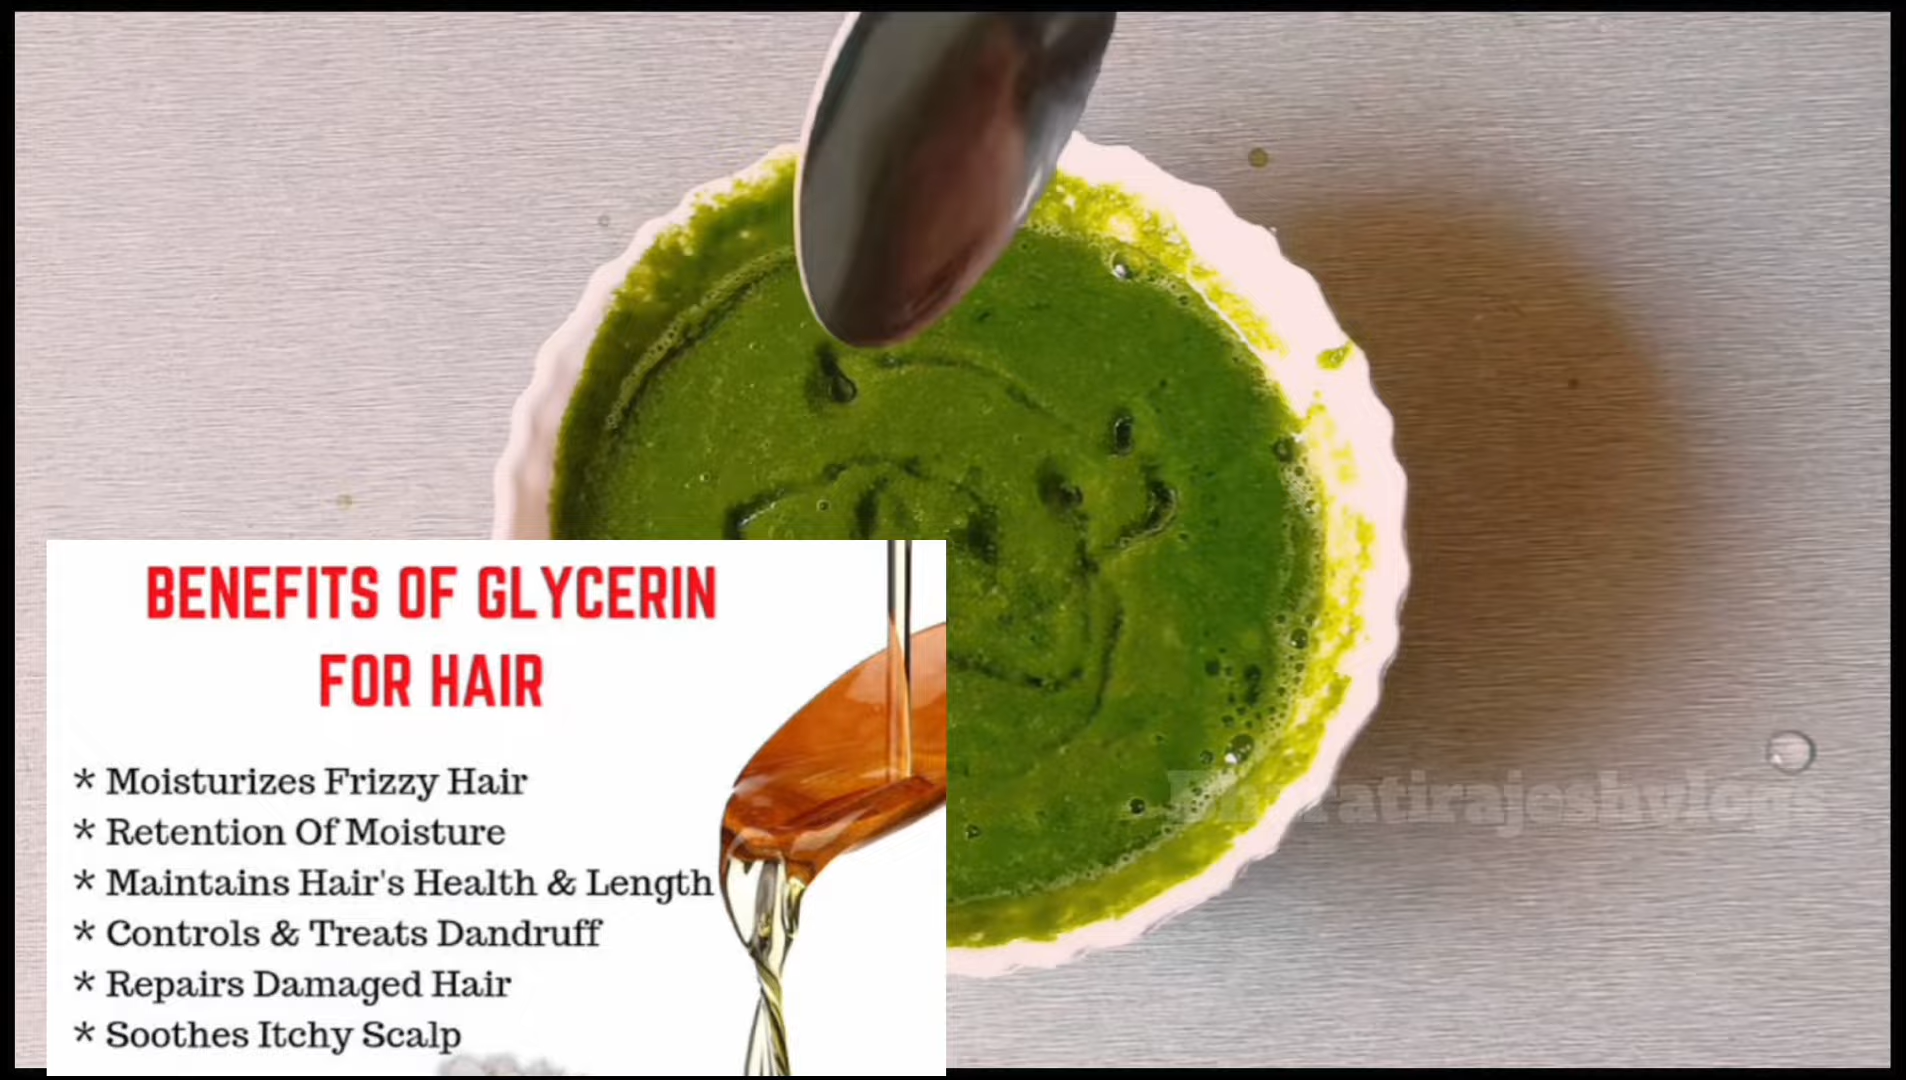 BENEFITS OF GLYCERIN
FOR HAIR
* Moisturizes Frizzy Hair
* Retention Of Moisture
* Maintains Hair's Health & Length
* Controls & Treats Dandruff
* Repairs Damaged Hair
* Soothes Itchy Scalp
Bharatirajeshvlogs